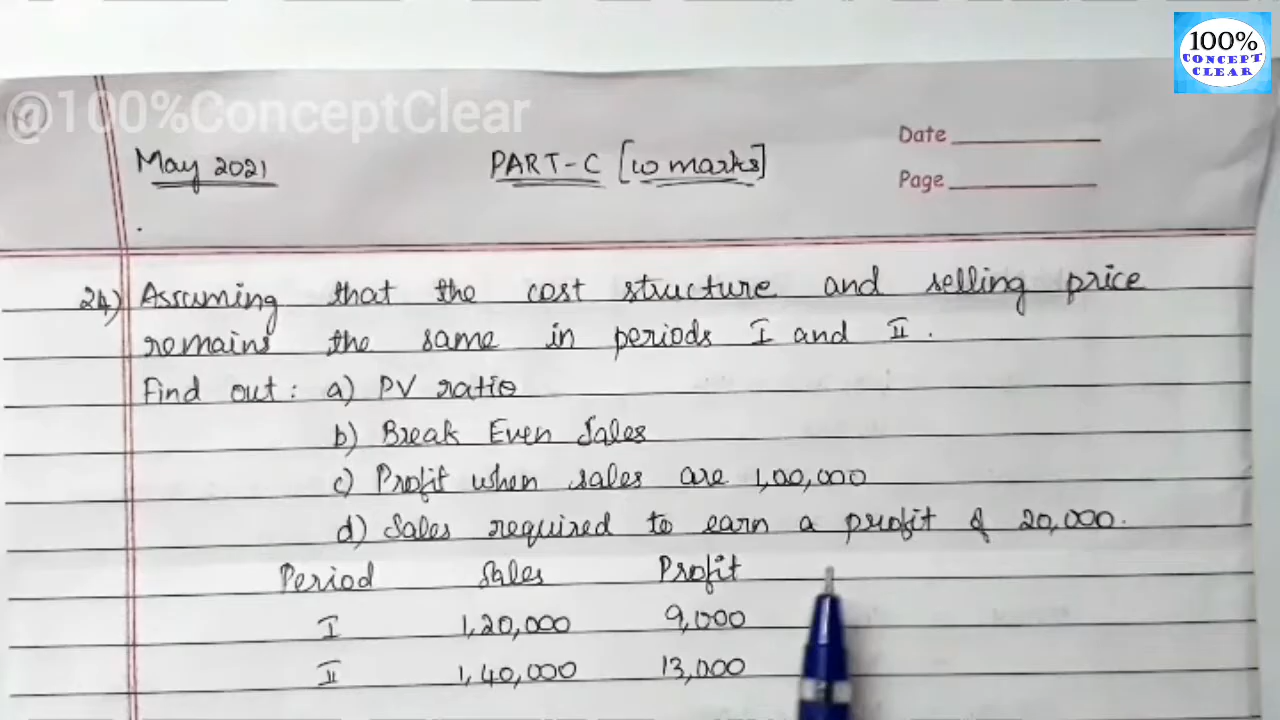 100%
CONCEPT
CLEAR
@100%ConceptClear
Date
May 2021
PART-C [10 marks]
Page
24) Assuming that the cost structure and selling price
remains the same in periods I and II.
Find out: a) PV ratio
b) Break Even Sales
c) Profit when sales are 1,00,000
d) Sales required to earn a profit of 20,000.
Period Sales Profit
I 1,20,000 9,000
II 1,40,000 13,000